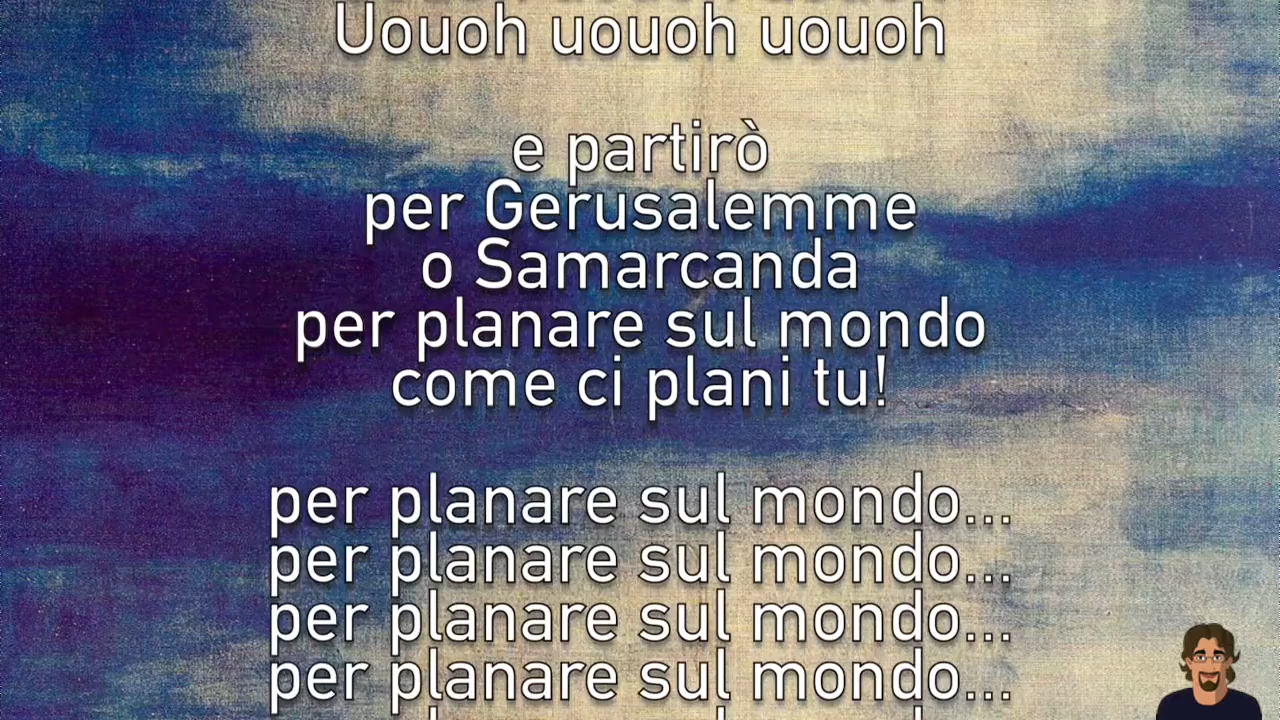 Uouoh uouoh uouoh
e partirò
per Gerusalemme
o Samarcanda
per planare sul mondo
come ci plani tu!
per planare sul mondo...
per planare sul mondo...
per planare sul mondo...
per planare sul mondo...